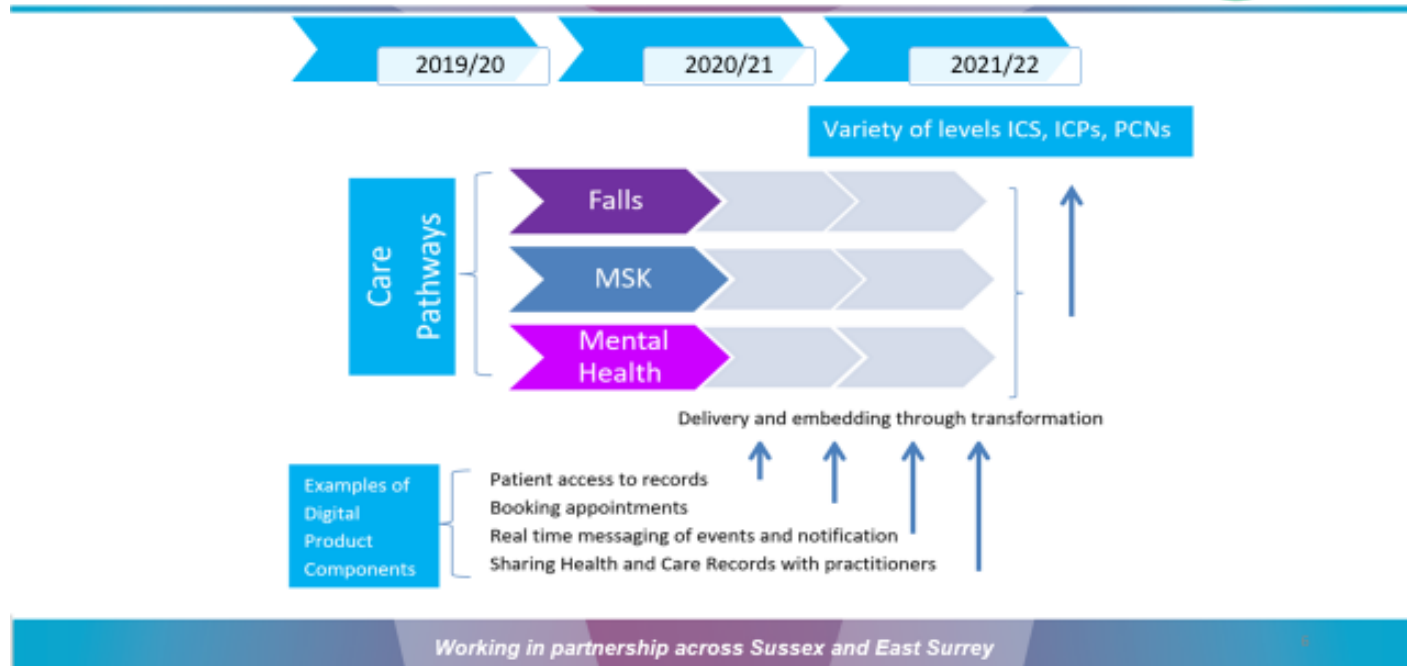 2019/20
2020/21
2021/22
Variety of levels ICS, ICPs, PCNs
Care
Pathways
Falls
MSK
Mental
Health
Delivery and embedding through transformation
Examples of
Digital
Product
Components
Patient access to records
Booking appointments
Real time messaging of events and notification
Sharing Health and Care Records with practitioners
Working in partnership across Sussex and East Surrey